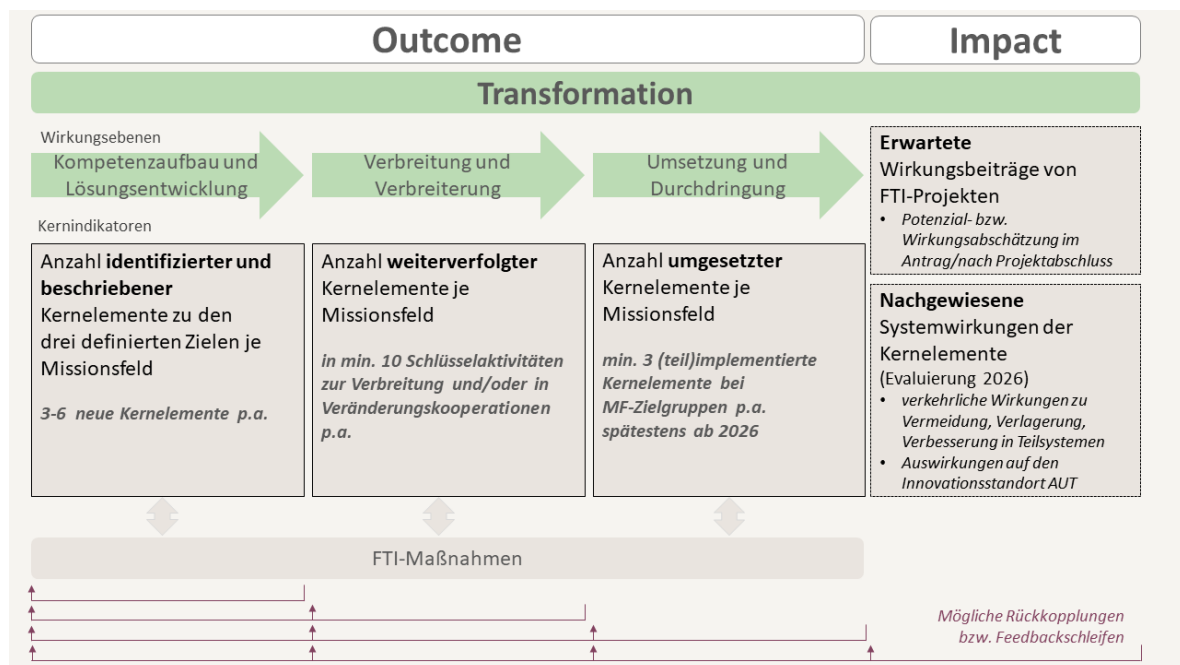 Outcome
Impact
Transformation
Wirkungsebenen
Kompetenzaufbau und
Lösungsentwicklung
Verbreitung und
Verbreiterung
Umsetzung und
Durchdringung
Kernindikatoren
Anzahl identifizierter und
beschriebener
Kernelemente zu den
drei definierten Zielen je
Missionsfeld
3-6 neue Kernelemente p.a.
Anzahl weiterverfolgter
Kernelemente je
Missionsfeld
in min. 10 Schlüsselaktivitäten
zur Verbreitung und/oder in
Veränderungskooperationen
p.a.
Anzahl umgesetzter
Kernelemente je
Missionsfeld
min. 3 (teil)implementierte
Kernelemente bei
MF-Zielgruppen p.a.
spätestens ab 2026
Erwartete
Wirkungsbeiträge von
FTI-Projekten
• Potenzial- bzw.
Wirkungsabschätzung im
Antrag/nach Projektabschluss
Nachgewiesene
Systemwirkungen der
Kernelemente
(Evaluierung 2026)
• verkehrliche Wirkungen zu
Vermeidung, Verlagerung,
Verbesserung in Teilsystemen
• Auswirkungen auf den
Innovationsstandort AUT
FTI-Maßnahmen
Mögliche Rückkopplungen
bzw. Feedbackschleifen